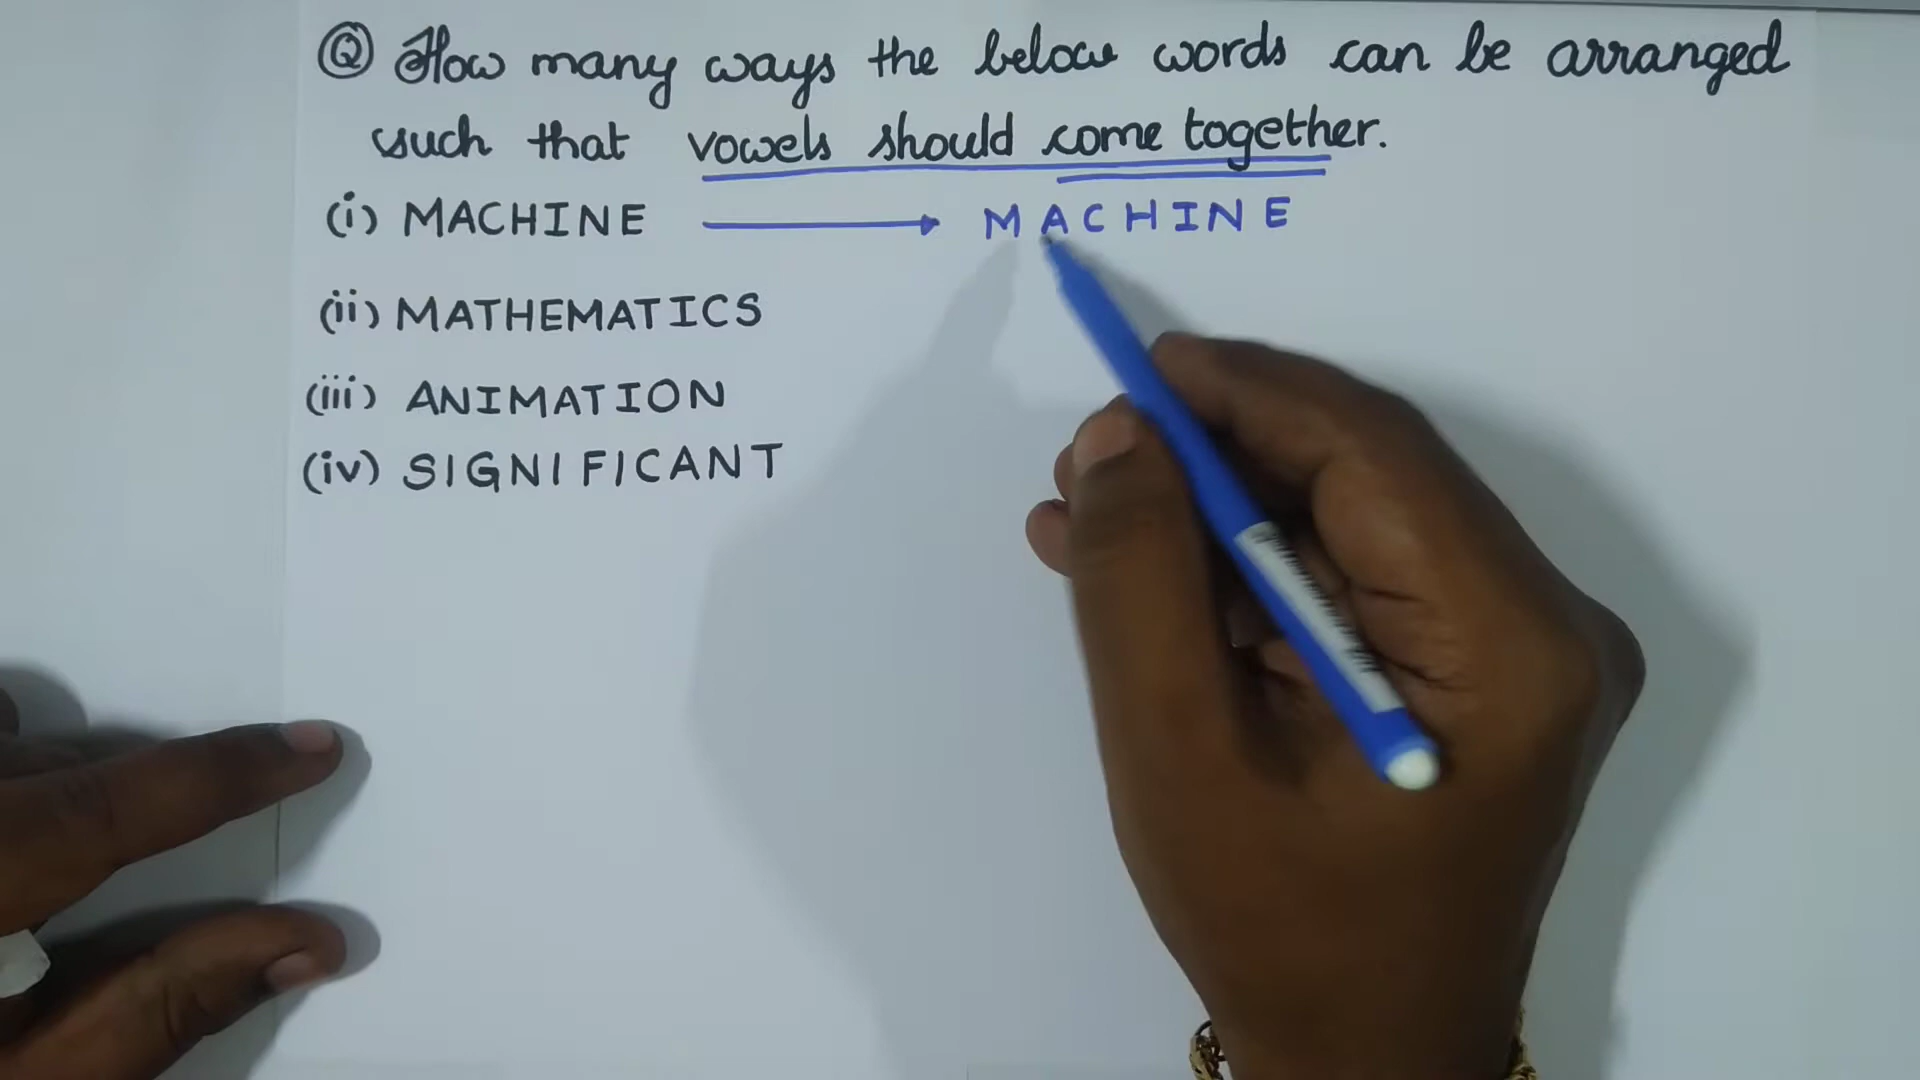 Q How many ways the below words can be arranged
such that vowels should come together.
(i) MACHINE MACHINE
(ii) MATHEMATICS
(iii) ANIMATION
(iv) SIGNIFICANT